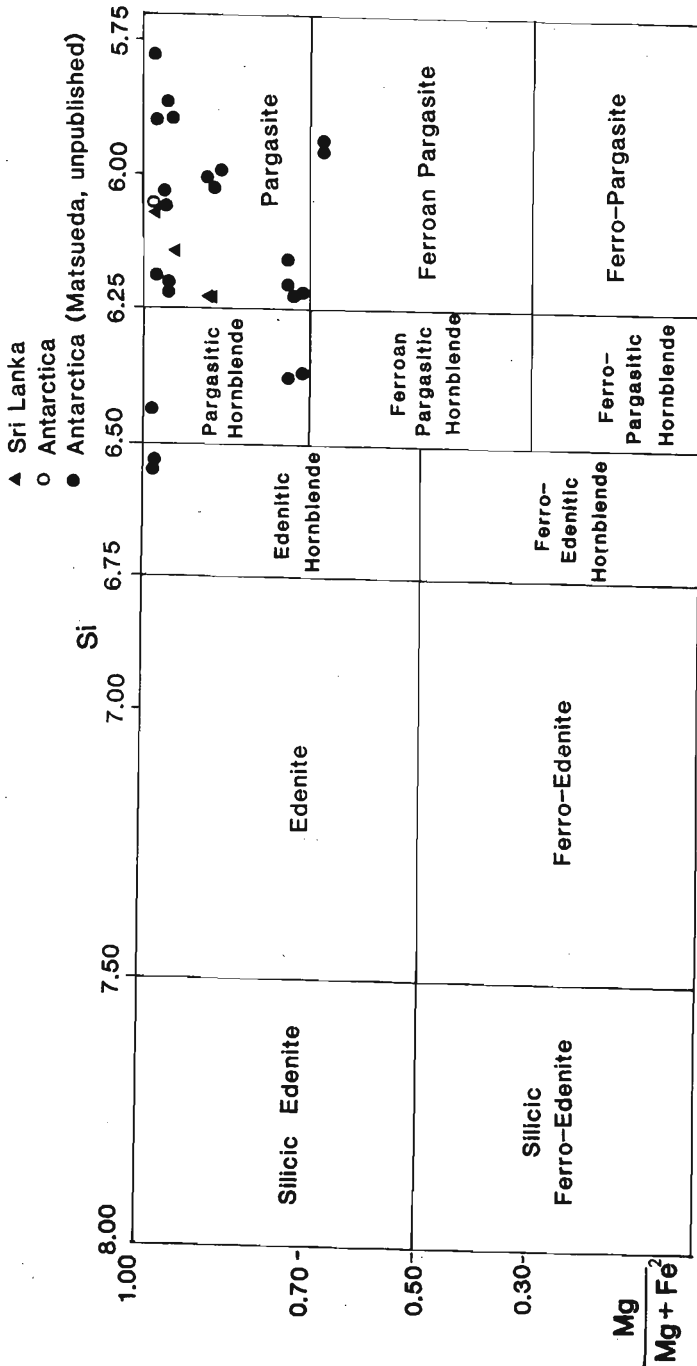 ▲ Sri Lanka
○ Antarctica
● Antarctica (Matsueda, unpublished)
Si
8.00
7.50
7.00
6.75
6.50
6.25
6.00
5.75
1.00
0.70
0.50
0.30
Mg
Mg + Fe²
Silicic Edenite
Edenite
Edenitic
Hornblende
Pargasitic
Hornblende
Pargasite
Ferroan
Pargasitic
Hornblende
Ferroan Pargasite
Silicic
Ferro-Edenite
Ferro-Edenite
Ferro-
Edenitic
Hornblende
Ferro-
Pargasitic
Hornblende
Ferro-Pargasite